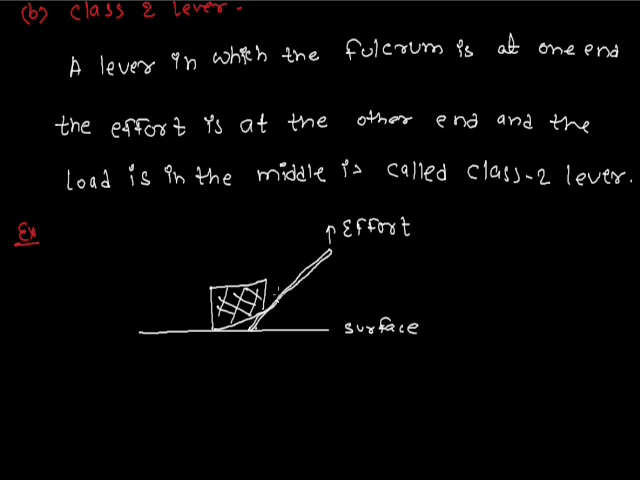 (b) Class 2 lever.
A lever in which the fulcrum is at one end
the effort is at the other end and the
load is in the middle is called class-2 lever.
Ex
↑ Effort
surface